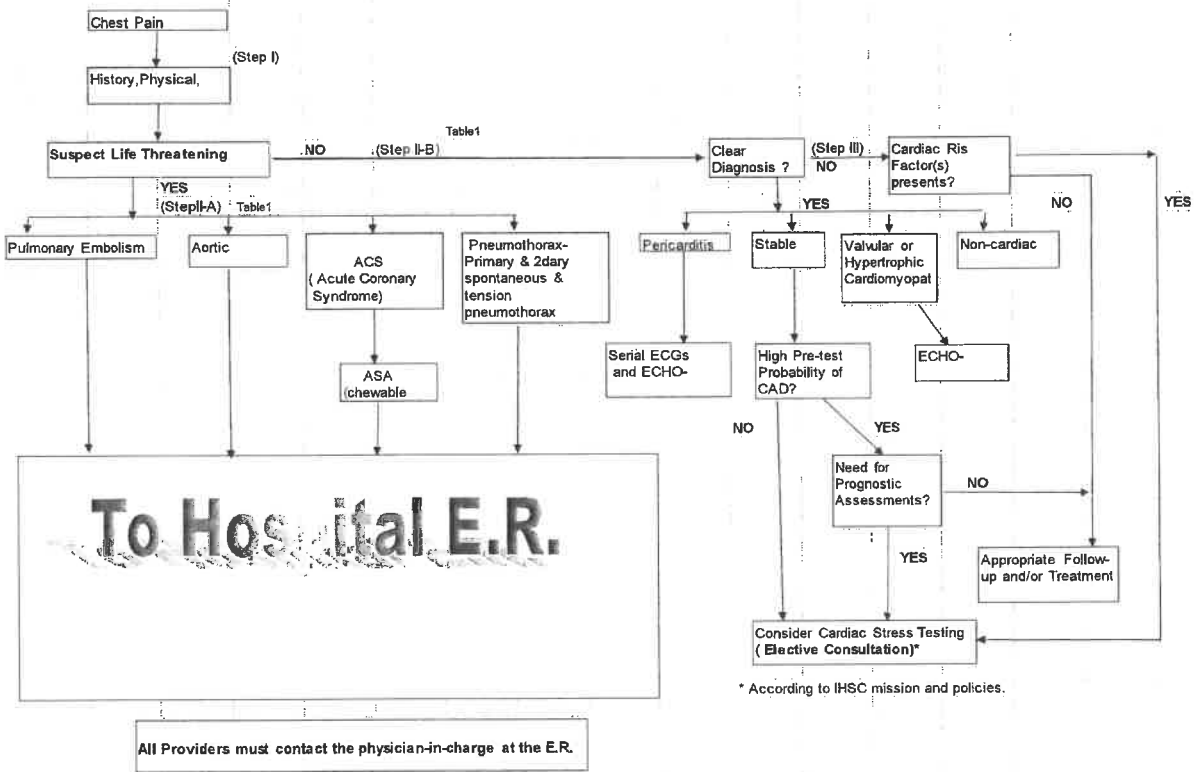 Chest Pain
(Step I)
History,Physical,
Suspect Life Threatening
NO
(Step II-B)
Table1
Clear
Diagnosis ?
(Step III)
NO
Cardiac Ris
Factor(s)
presents?
YES
NO
YES
(StepII-A)
Table1
YES
Pulmonary Embolism
Aortic
ACS
( Acute Coronary
Syndrome)
Pneumothorax-
Primary & 2dary
spontaneous &
tension
pneumothorax
Pericarditis
Stable
Valvular or
Hypertrophic
Cardiomyopat
Non-cardiac
ASA
(chewable
Serial ECGs
and ECHO-
High Pre-test
Probability of
CAD?
ECHO-
NO
YES
Need for
Prognostic
Assessments?
NO
YES
To Hospital E.R.
Appropriate Follow-
up and/or Treatment
Consider Cardiac Stress Testing
( Elective Consultation)*
* According to IHSC mission and policies.
All Providers must contact the physician-in-charge at the E.R.